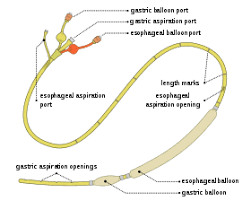 gastric balloon port
gastric aspiration port
esophageal balloon port
esophageal aspiration
port
length marks
esophageal
aspiration opening
gastric aspiration openings
esophageal balloon
gastric balloon